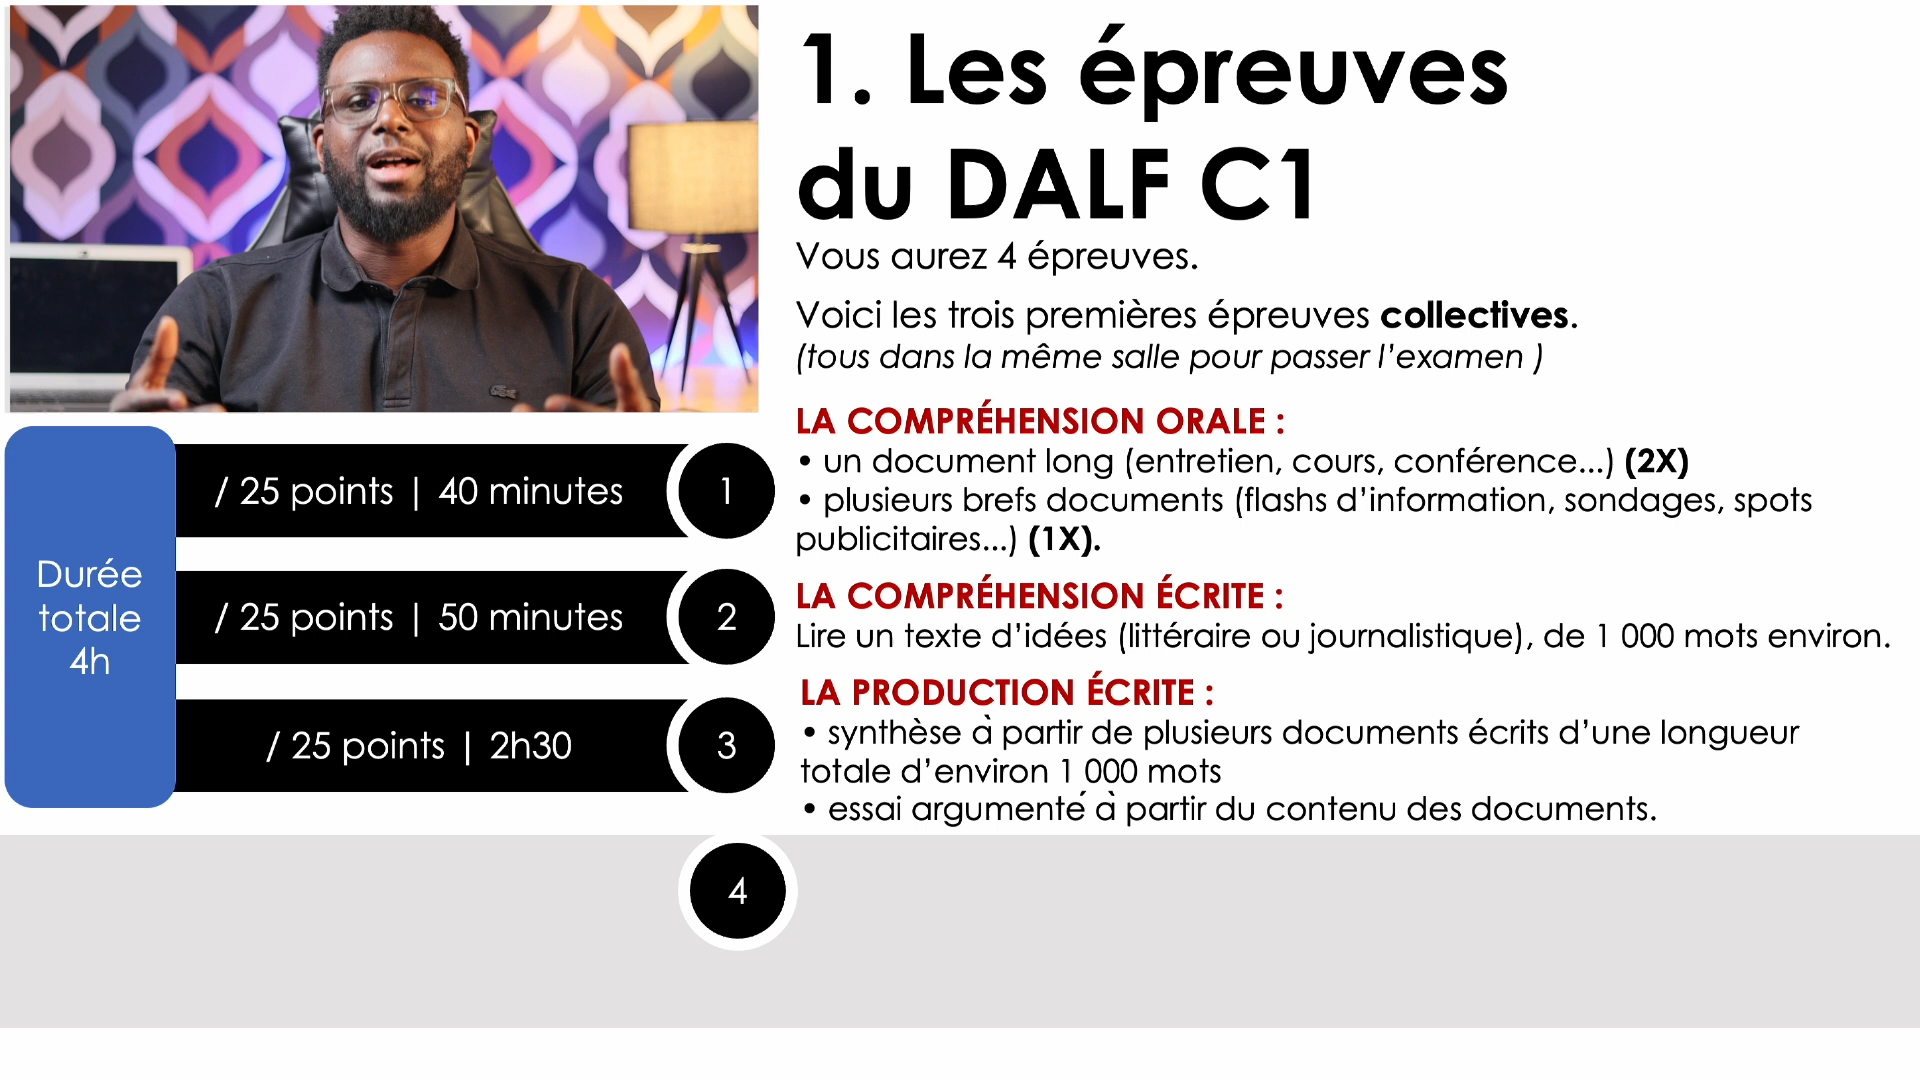 1. Les épreuves
du DALF C1
Vous aurez 4 épreuves.
Voici les trois premières épreuves collectives.
(tous dans la même salle pour passer l’examen )
Durée
totale
4h
/ 25 points | 40 minutes
1
LA COMPRÉHENSION ORALE :
• un document long (entretien, cours, conférence...) (2X)
• plusieurs brefs documents (flashs d’information, sondages, spots
publicitaires...) (1X).
/ 25 points | 50 minutes
2
LA COMPRÉHENSION ÉCRITE :
Lire un texte d’idées (littéraire ou journalistique), de 1 000 mots environ.
/ 25 points | 2h30
3
LA PRODUCTION ÉCRITE :
• synthèse à partir de plusieurs documents écrits d’une longueur
totale d’environ 1 000 mots
• essai argumenté à partir du contenu des documents.
4